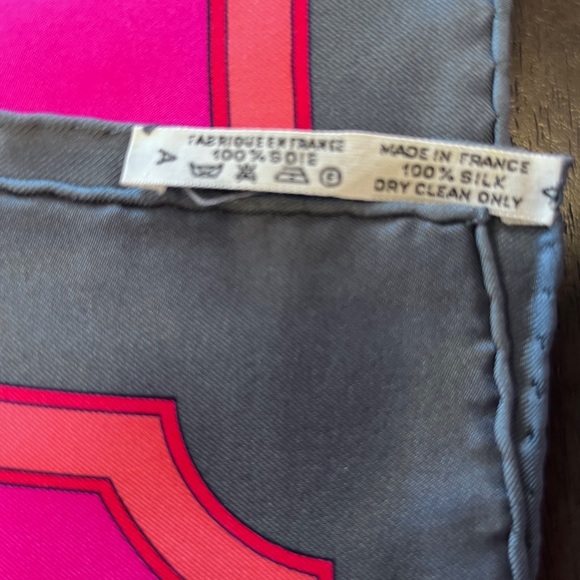 A
FABRIQUE EN FRANCE
100% SOIE
P
MADE IN FRANCE
100% SILK
DRY CLEAN ONLY
A